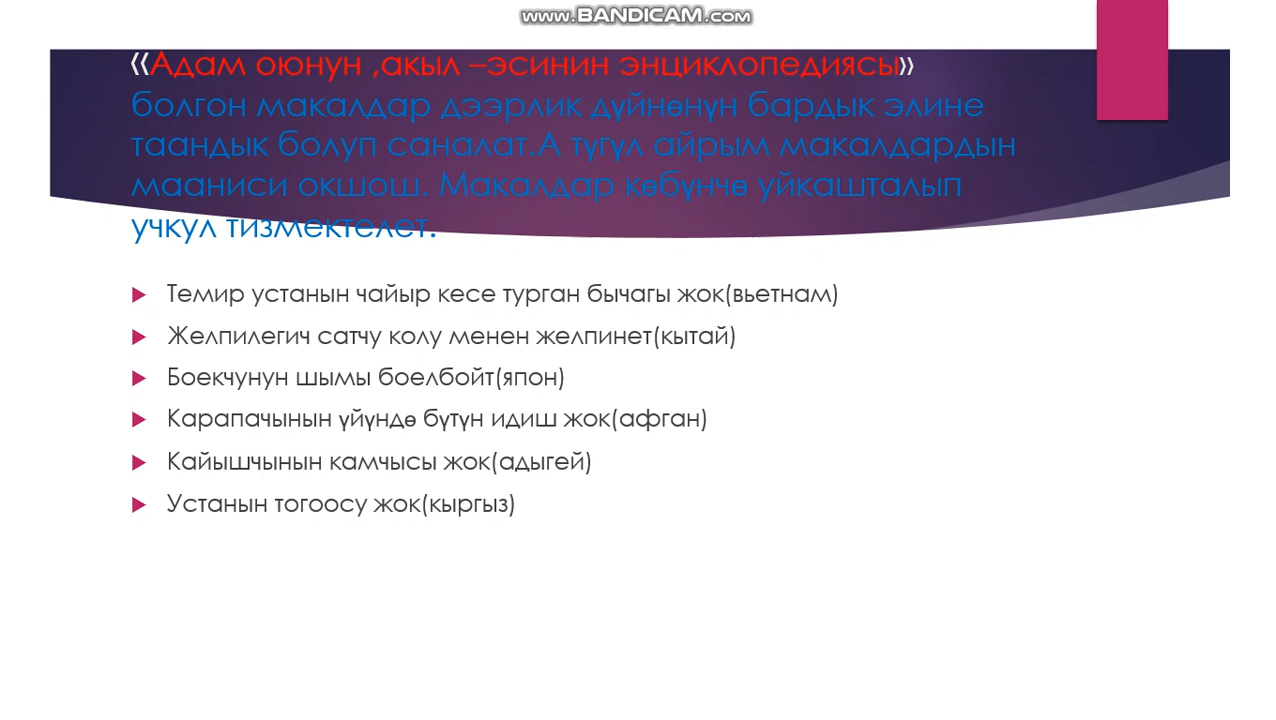 www.BANDICAM.com
«Адам оюнун ,акыл –эсинин энциклопедиясы»
болгон макалдар дээрлик дүйнөнүн бардык элине
таандык болуп саналат.А түгүл айрым макалдардын
мааниси окшош. Макалдар көбүнчө уйкашталып
учкул тизмектелет.
Темир устанын чайыр кесе турган бычагы жок(вьетнам)
Желпилегич сатчу колу менен желпинет(кытай)
Боекчунун шымы боелбойт(япон)
Карапачынын үйүндө бүтүн идиш жок(афган)
Кайышчынын камчысы жок(адыгей)
Устанын тогоосу жок(кыргыз)